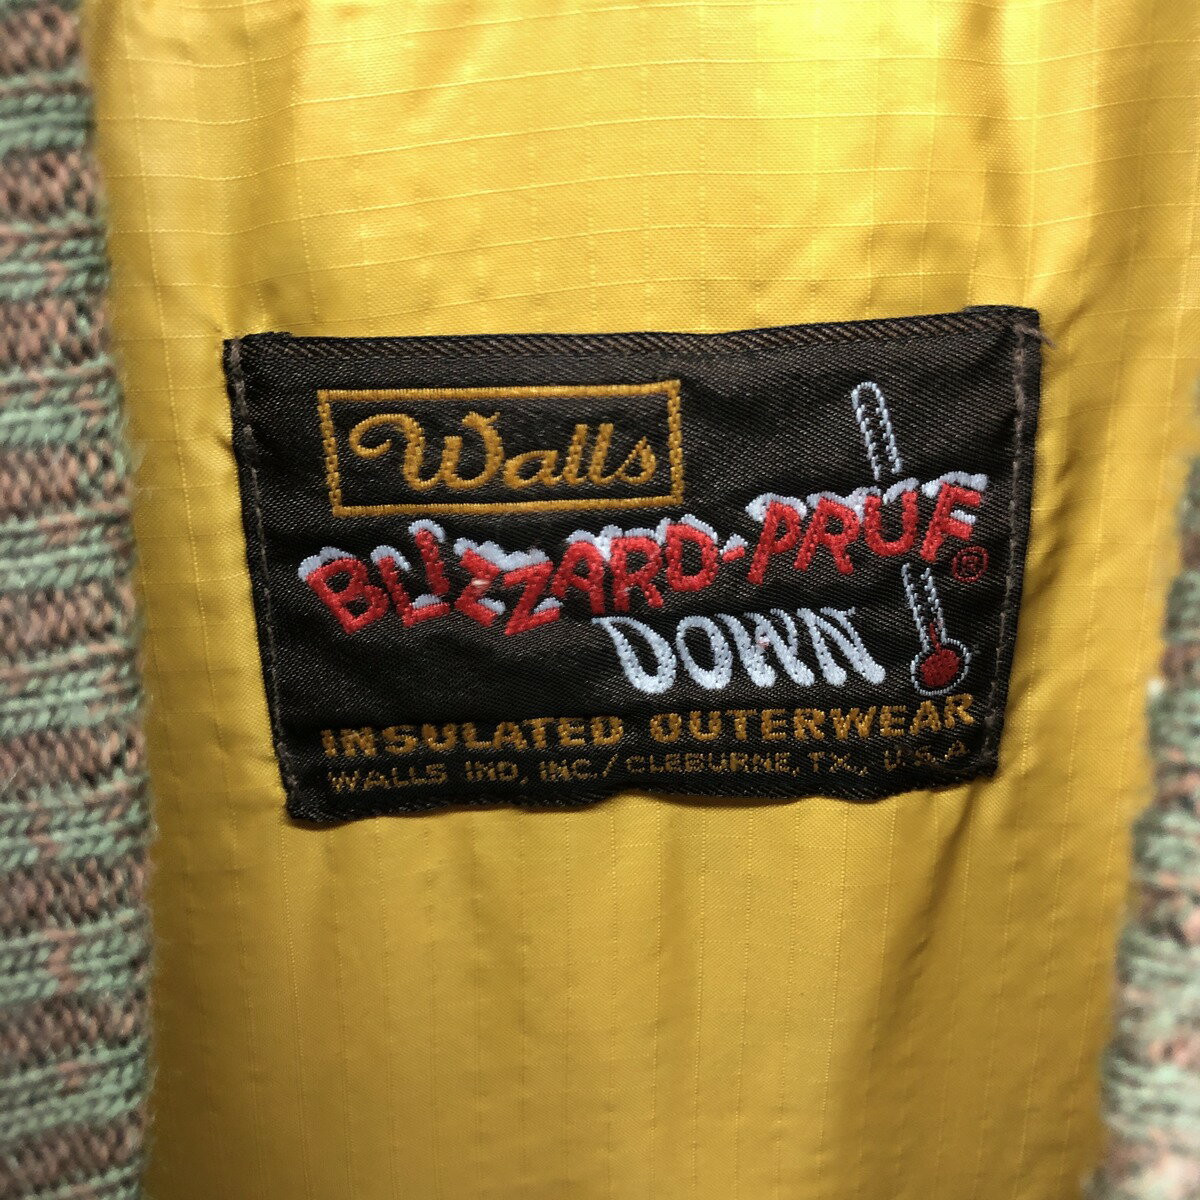 Walls
BLIZZARD-PRUF®
DOWN
INSULATED OUTERWEAR
WALLS IND, INC./CLEBURNE, TX., U.S.A